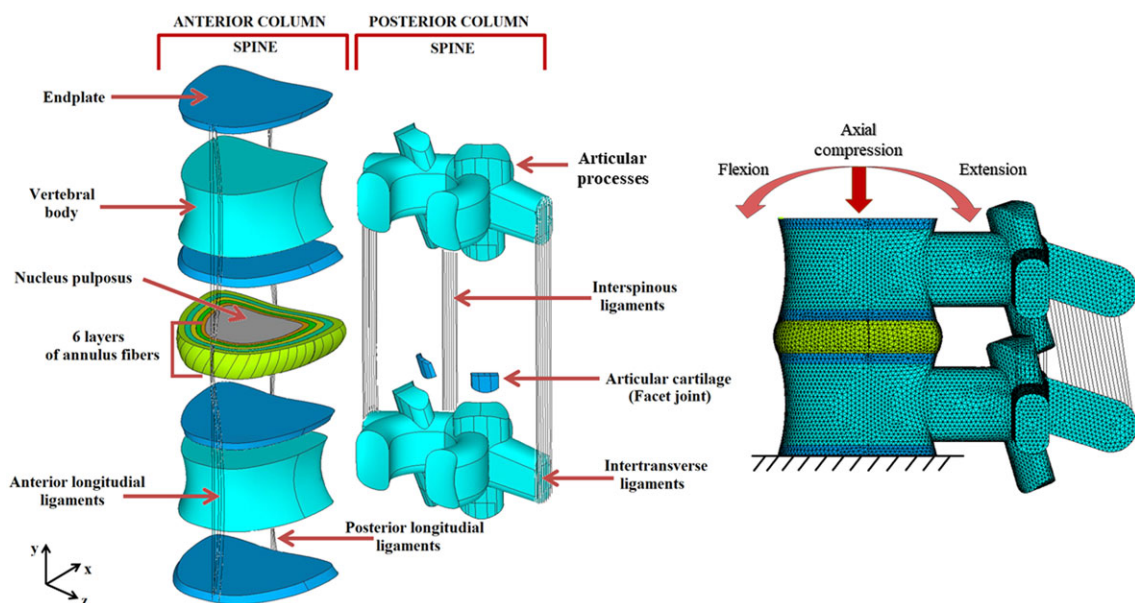 ANTERIOR COLUMN
SPINE
POSTERIOR COLUMN
SPINE
Endplate
Vertebral
body
Nucleus pulposus
6 layers
of annulus fibers
Anterior longitudial
ligaments
Posterior longitudial
ligaments
Articular
processes
Interspinous
ligaments
Articular cartilage
(Facet joint)
Intertransverse
ligaments
y
x
z
Axial
compression
Flexion
Extension